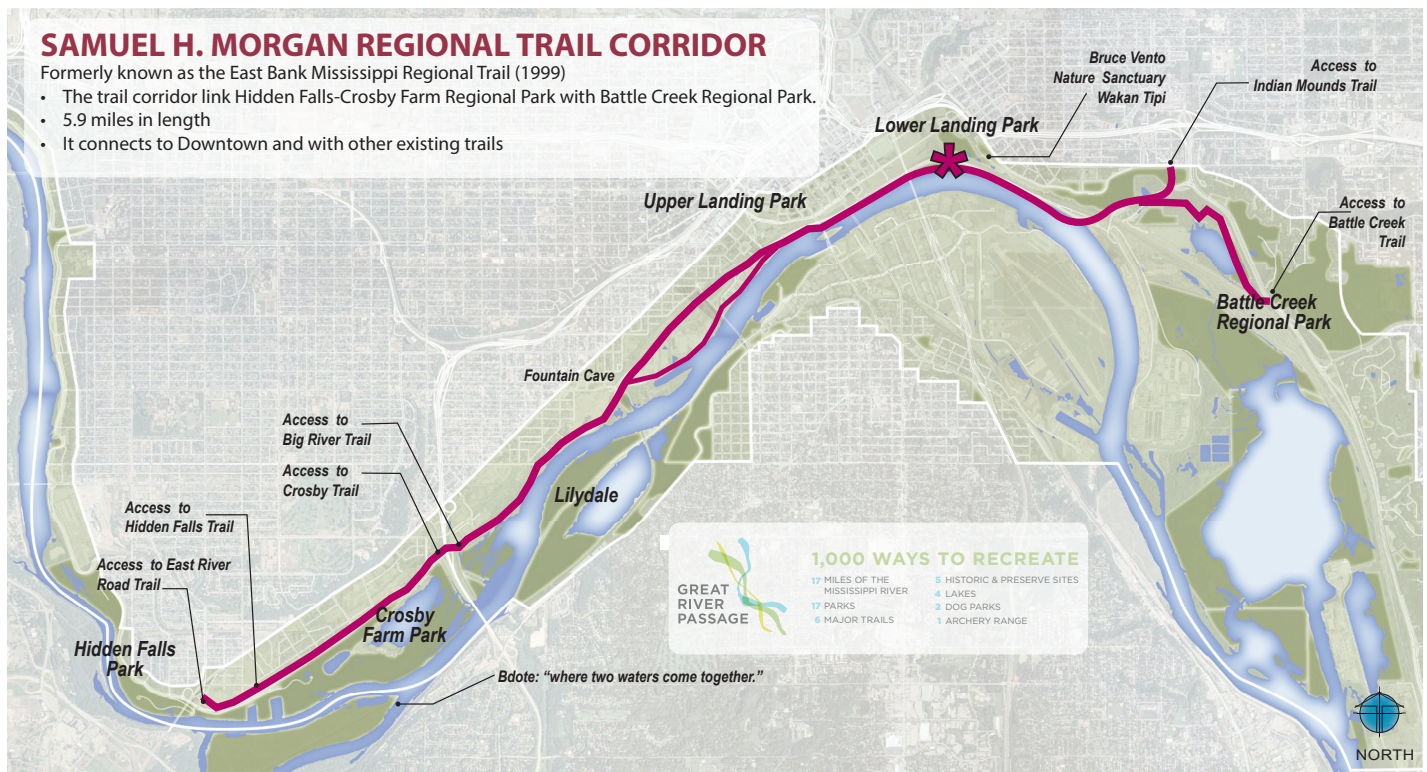 SAMUEL H. MORGAN REGIONAL TRAIL CORRIDOR
Formerly known as the East Bank Mississippi Regional Trail (1999)
• The trail corridor link Hidden Falls-Crosby Farm Regional Park with Battle Creek Regional Park.
• 5.9 miles in length
• It connects to Downtown and with other existing trails
Bruce Vento
Nature Sanctuary
Wakan Tipi
Access to
Indian Mounds Trail
Lower Landing Park
Upper Landing Park
Access to
Battle Creek
Trail
Battle Creek
Regional Park
Fountain Cave
Access to
Big River Trail
Access to
Crosby Trail
Lilydale
Access to
Hidden Falls Trail
Access to East River
Road Trail
Crosby
Farm Park
Hidden Falls
Park
Bdote: “where two waters come together.”
GREAT
RIVER
PASSAGE
1,000 WAYS TO RECREATE
17 MILES OF THE
MISSISSIPPI RIVER
17 PARKS
6 MAJOR TRAILS
5 HISTORIC & PRESERVE SITES
4 LAKES
2 DOG PARKS
1 ARCHERY RANGE
NORTH